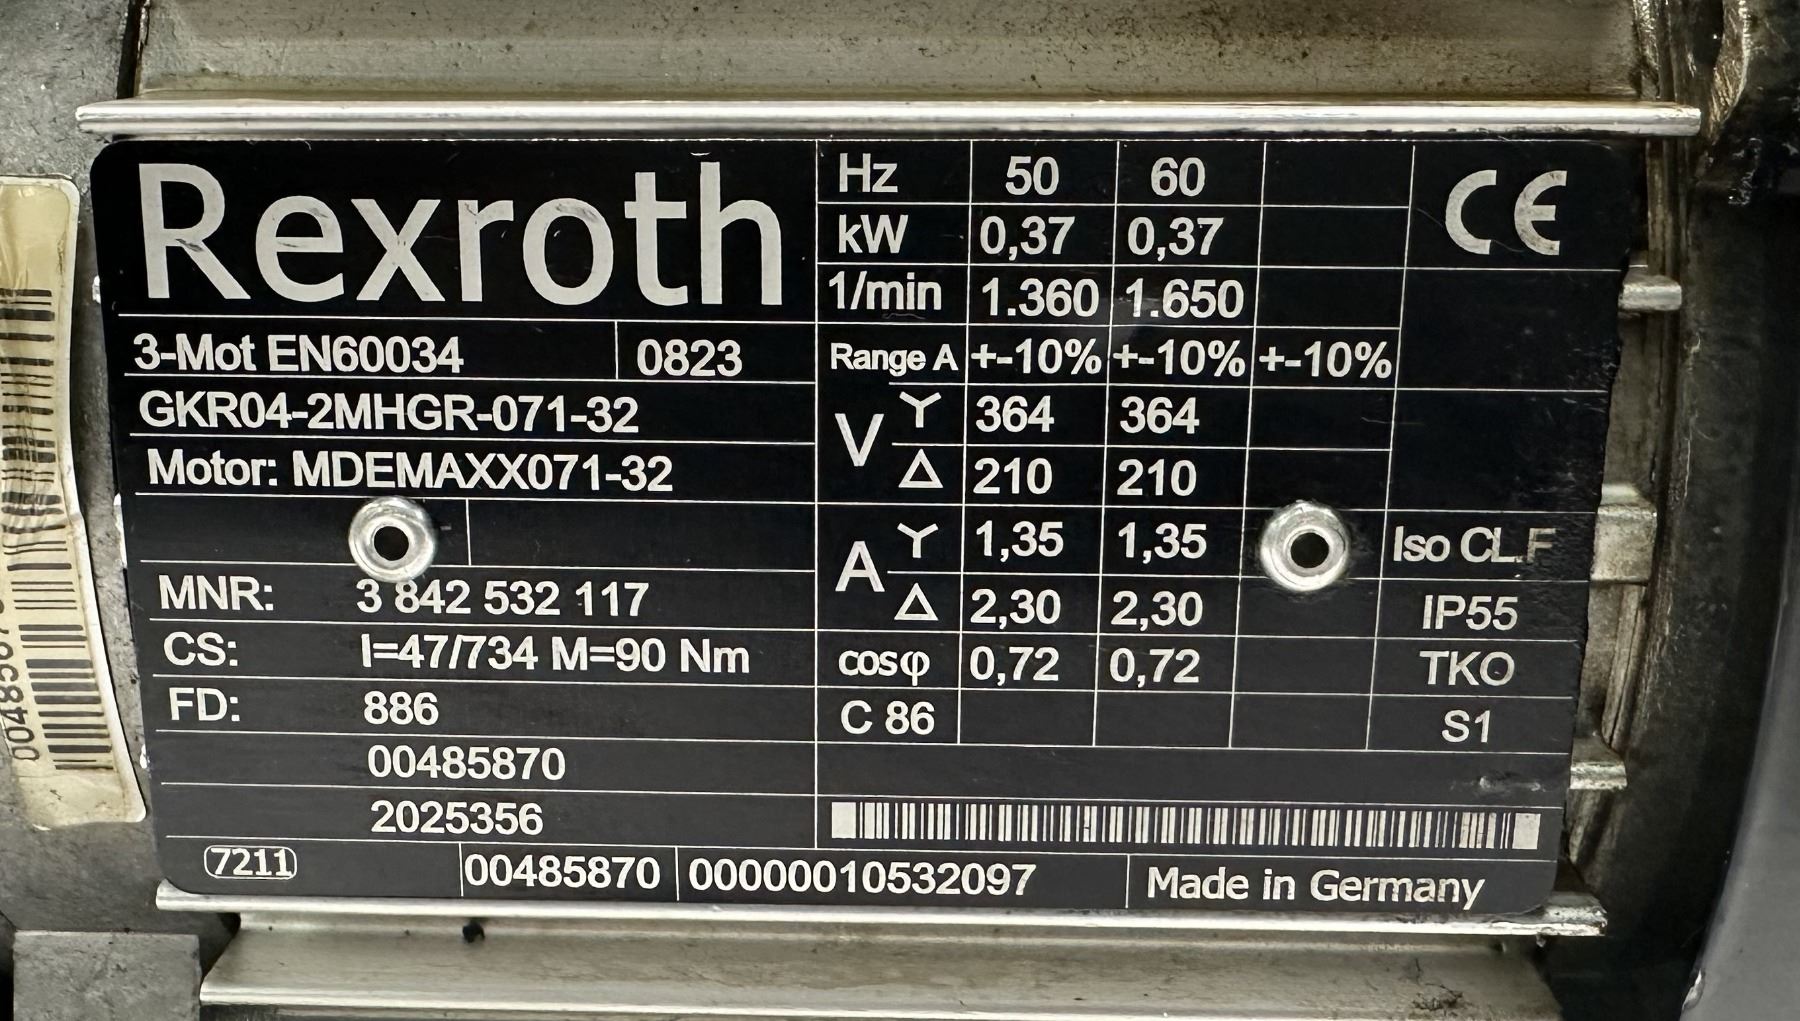 Rexroth
3-Mot EN60034 0823
GKR04-2MHGR-071-32
Motor: MDEMAXX071-32
MNR: 3 842 532 117
CS: I=47/734 M=90 Nm
FD: 886
00485870
2025356
7211 00485870 00000010532097 Made in Germany
Hz 50 60
kW 0,37 0,37
1/min 1.360 1.650
Range A +-10% +-10% +-10%
V Y 364 364
Δ 210 210
A Y 1,35 1,35
Δ 2,30 2,30
cosφ 0,72 0,72
C 86
CE
Iso CL.F
IP55
TKO
S1